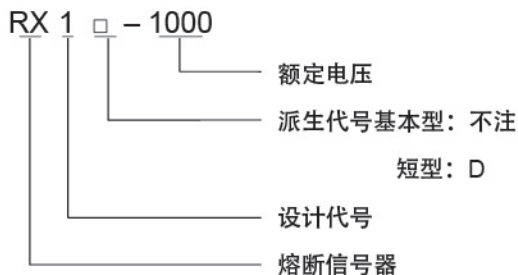 RX 1 □ – 1000
额定电压
派生代号基本型：不注
短型：D
设计代号
熔断信号器